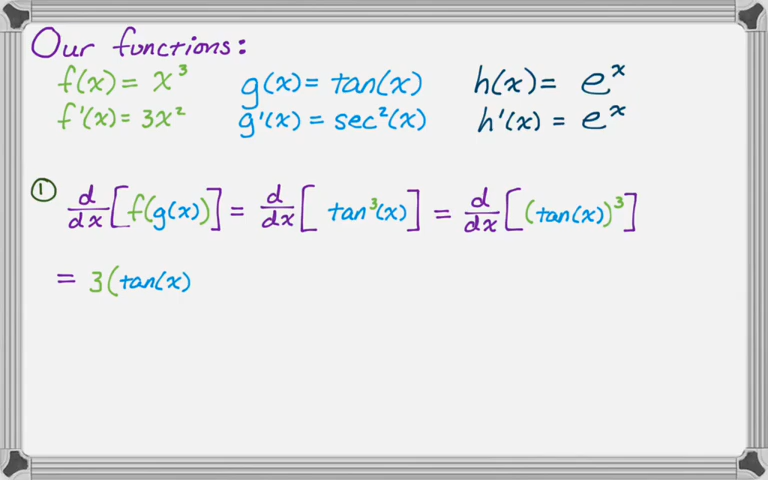 Our functions:
f(x) = x³ g(x) = tan(x) h(x) = eˣ
f'(x) = 3x² g'(x) = sec²(x) h'(x) = eˣ
① d/dx [f(g(x))] = d/dx [tan³(x)] = d/dx [(tan(x))³]
= 3(tan(x)